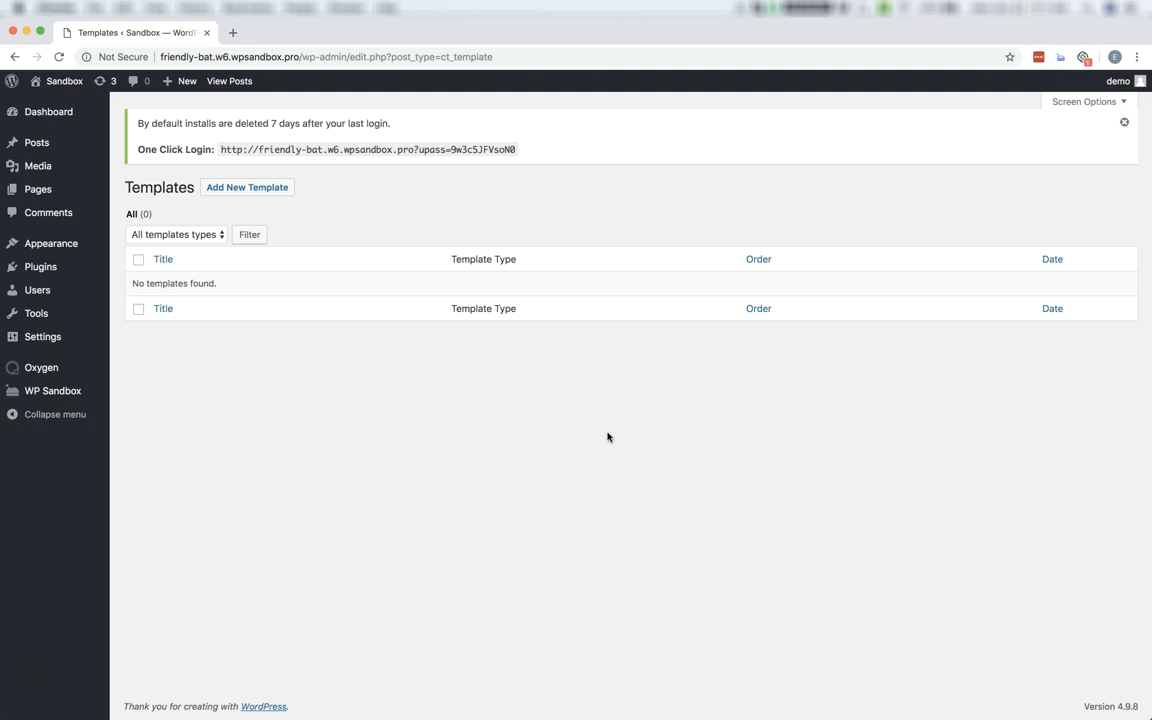 Templates ‹ Sandbox — WordP
Not Secure friendly-bat.w6.wpsandbox.pro/wp-admin/edit.php?post_type=ct_template
1
E
Sandbox 3 0 New View Posts demo
Screen Options
Dashboard
Posts
Media
Pages
Comments
Appearance
Plugins
Users
Tools
Settings
Oxygen
WP Sandbox
Collapse menu
By default installs are deleted 7 days after your last login.
One Click Login: http://friendly-bat.w6.wpsandbox.pro?upass=9w3c5JFVsoN0
Templates Add New Template
All (0)
All templates types Filter
Title Template Type Order Date
No templates found.
Title Template Type Order Date
Thank you for creating with WordPress. Version 4.9.8